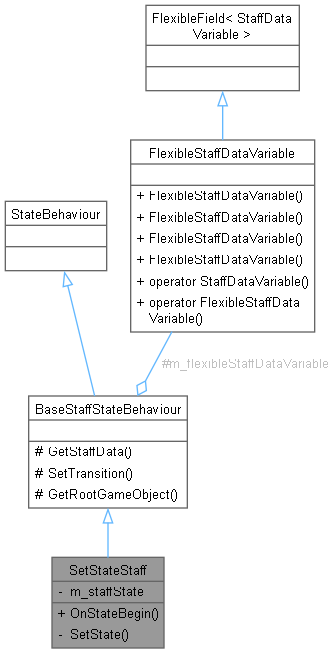 FlexibleField< StaffData
Variable >
FlexibleStaffDataVariable
+ FlexibleStaffDataVariable()
+ FlexibleStaffDataVariable()
+ FlexibleStaffDataVariable()
+ FlexibleStaffDataVariable()
+ operator StaffDataVariable()
+ operator FlexibleStaffData
Variable()
StateBehaviour
#m_flexibleStaffDataVariable
BaseStaffStateBehaviour
# GetStaffData()
# SetTransition()
# GetRootGameObject()
SetStateStaff
- m_staffState
+ OnStateBegin()
- SetState()